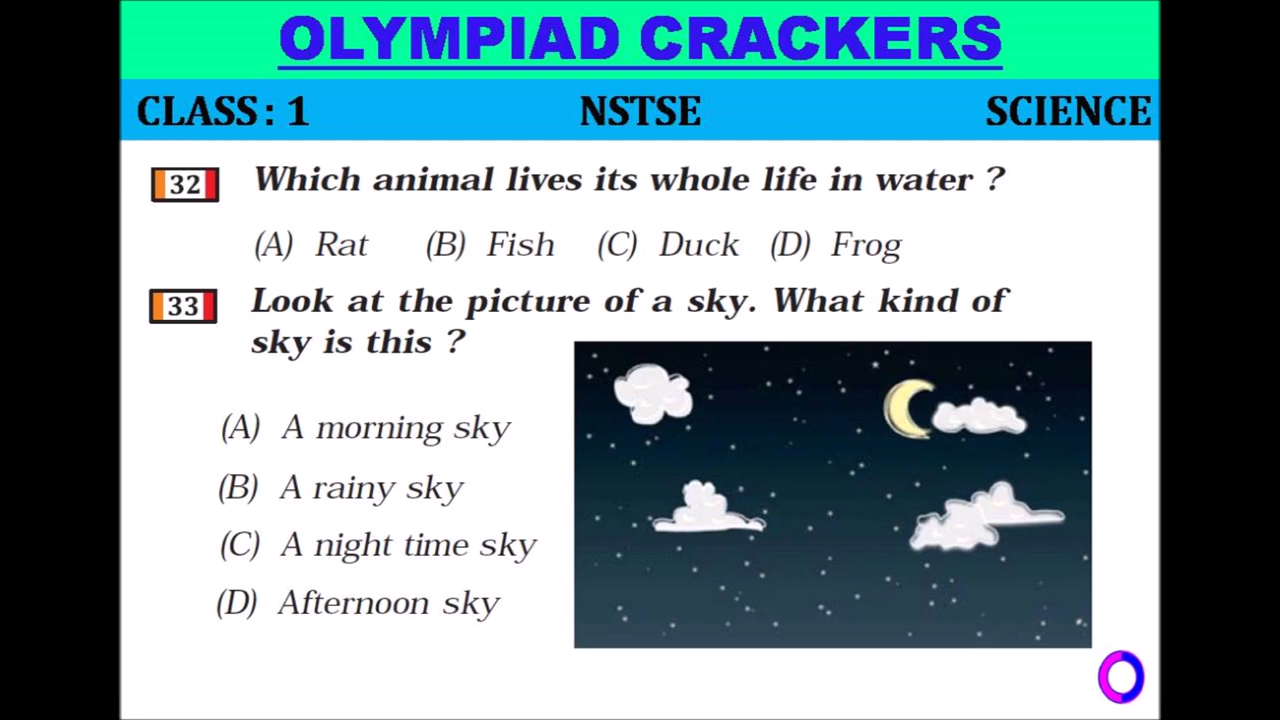 OLYMPIAD CRACKERS
CLASS : 1 NSTSE SCIENCE
32 Which animal lives its whole life in water ?
(A) Rat (B) Fish (C) Duck (D) Frog
33 Look at the picture of a sky. What kind of
sky is this ?
(A) A morning sky
(B) A rainy sky
(C) A night time sky
(D) Afternoon sky